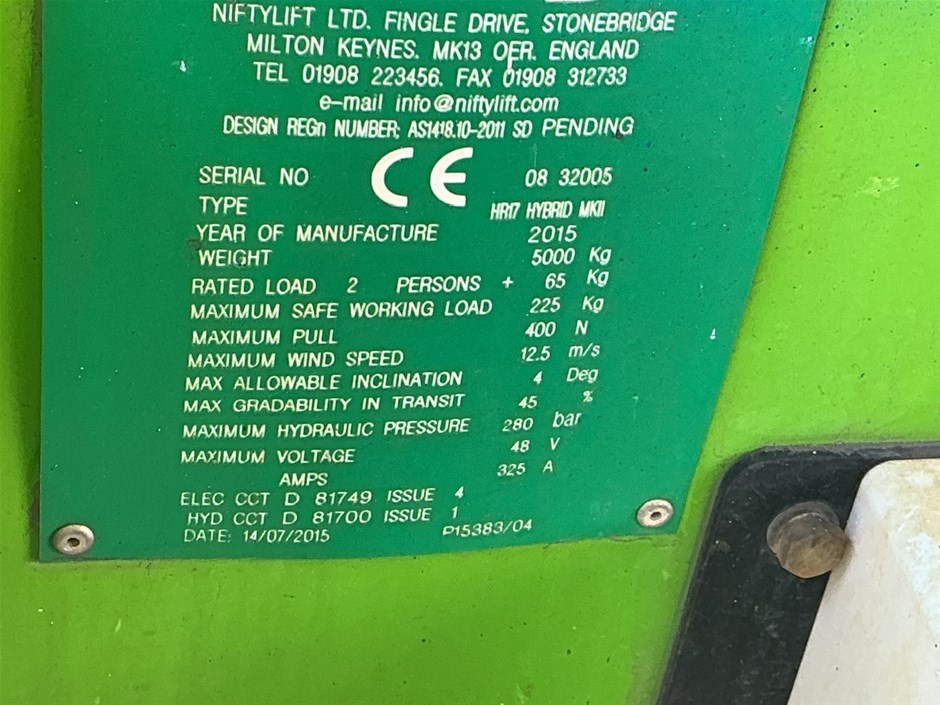 NIFTYLIFT LTD. FINGLE DRIVE. STONEBRIDGE
MILTON KEYNES. MK13 OER. ENGLAND
TEL 01908 223456. FAX 01908 312733
e-mail info@niftylift.com
DESIGN REGn NUMBER; AS1418.10-2011 SD PENDING
SERIAL NO CE 08 32005
TYPE HR17 HYBRID MKII
YEAR OF MANUFACTURE 2015
WEIGHT 5000 Kg
RATED LOAD 2 PERSONS + 65 Kg
MAXIMUM SAFE WORKING LOAD 225 Kg
MAXIMUM PULL 400 N
MAXIMUM WIND SPEED 12.5 m/s
MAX ALLOWABLE INCLINATION 4 Deg
MAX GRADABILITY IN TRANSIT 45 %
MAXIMUM HYDRAULIC PRESSURE 280 bar
MAXIMUM VOLTAGE 48 V
AMPS 325 A
ELEC CCT D 81749 ISSUE 4
HYD CCT D 81700 ISSUE 1
DATE: 14/07/2015 P15383/04